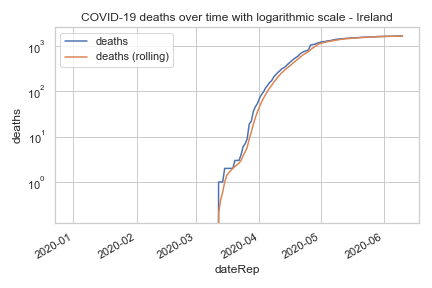 COVID-19 deaths over time with logarithmic scale - Ireland
deaths
deaths (rolling)
10³
10²
10¹
10⁰
deaths
2020-01
2020-02
2020-03
2020-04
2020-05
2020-06
dateRep